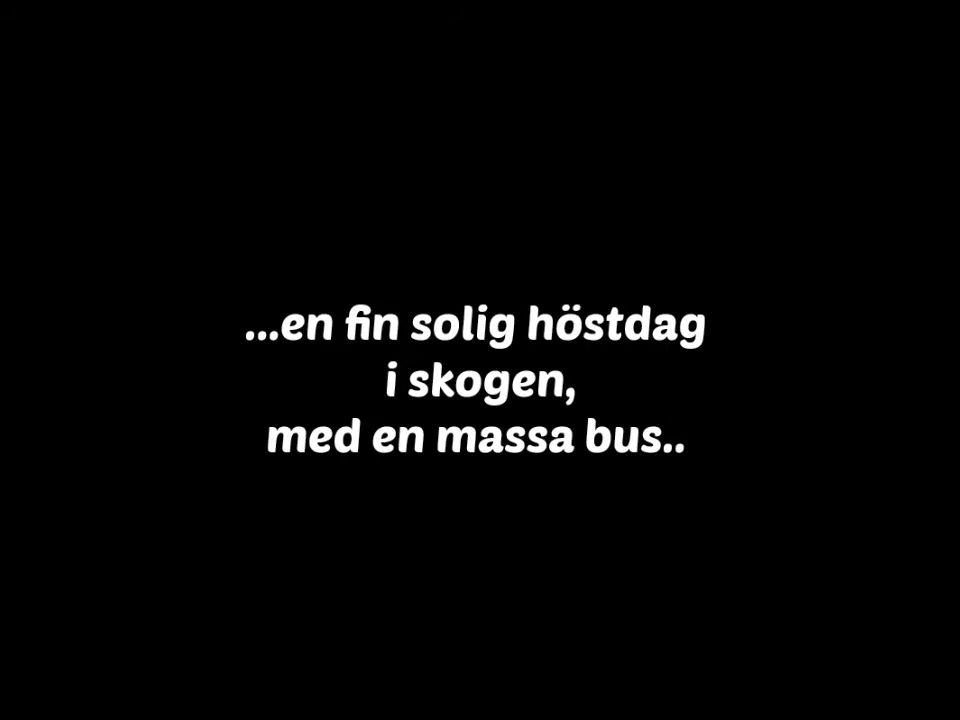 ...en fin solig höstdag
i skogen,
med en massa bus..